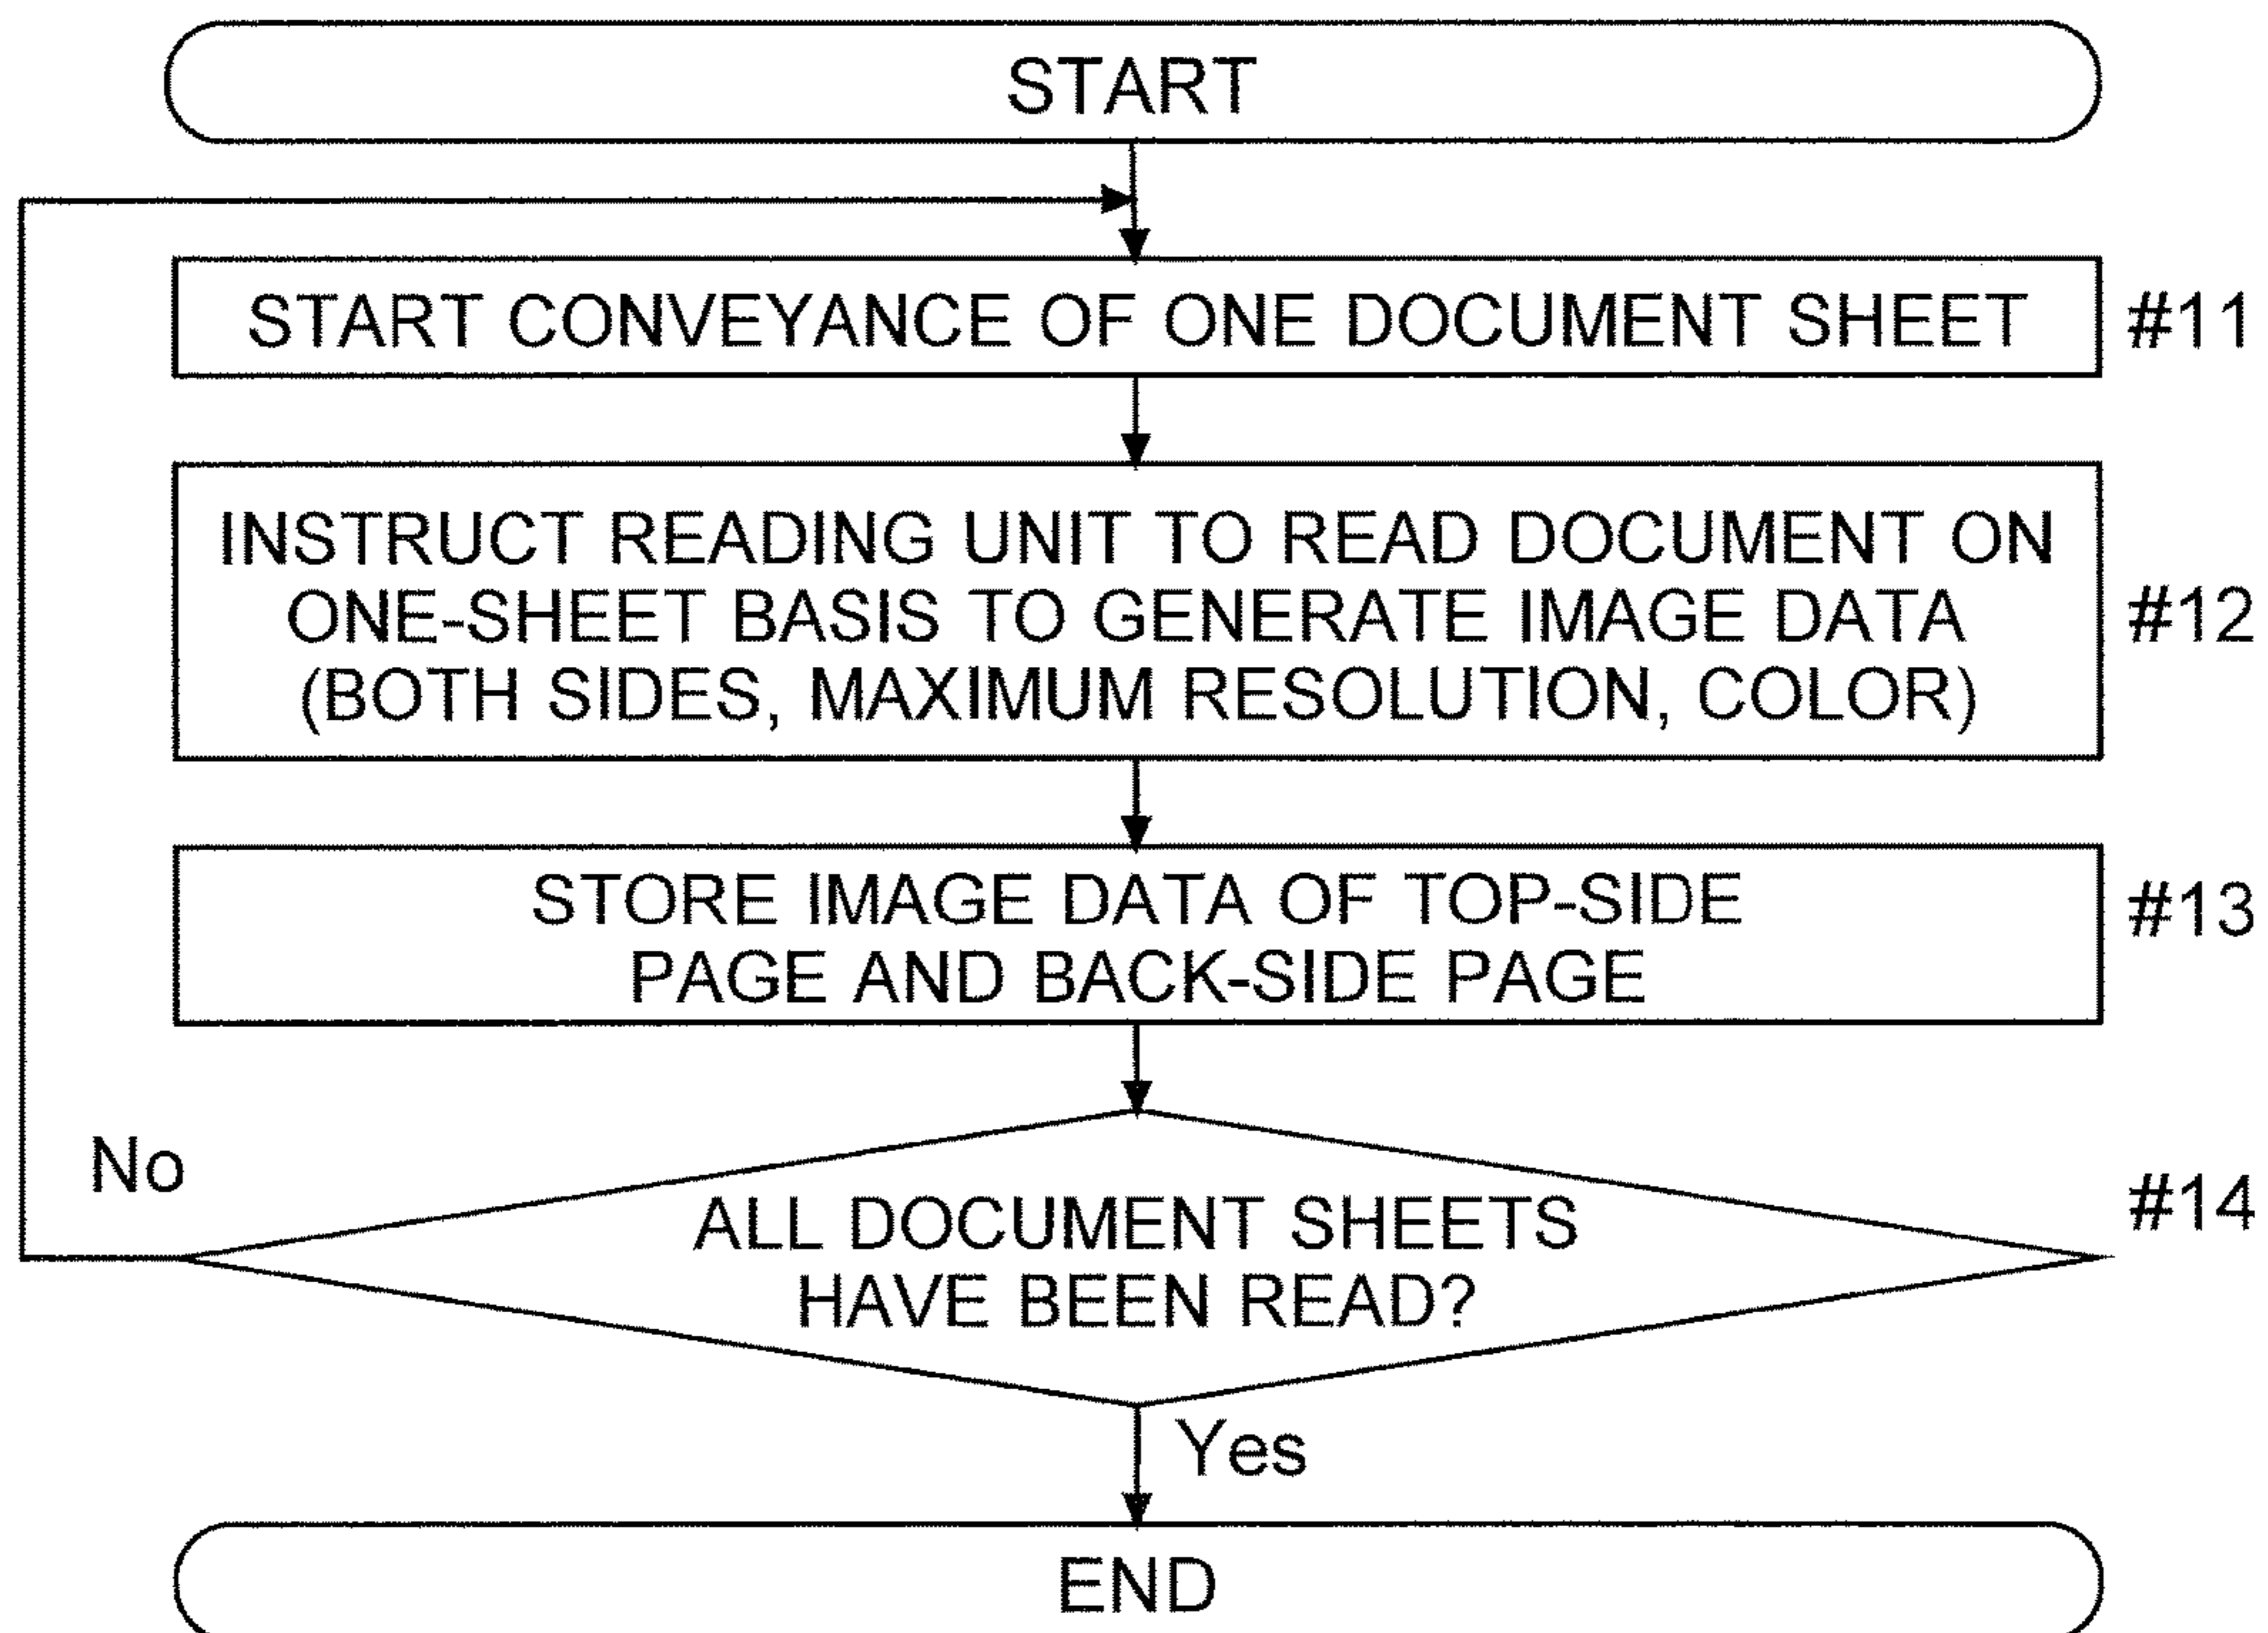 START
START CONVEYANCE OF ONE DOCUMENT SHEET
#11
INSTRUCT READING UNIT TO READ DOCUMENT ON
ONE-SHEET BASIS TO GENERATE IMAGE DATA
(BOTH SIDES, MAXIMUM RESOLUTION, COLOR)
#12
STORE IMAGE DATA OF TOP-SIDE
PAGE AND BACK-SIDE PAGE
#13
No
ALL DOCUMENT SHEETS
HAVE BEEN READ?
#14
Yes
END